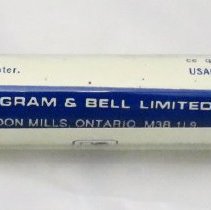 ter.
USA
GRAM & BELL LIMITED
DON MILLS, ONTARIO M3B 1L9